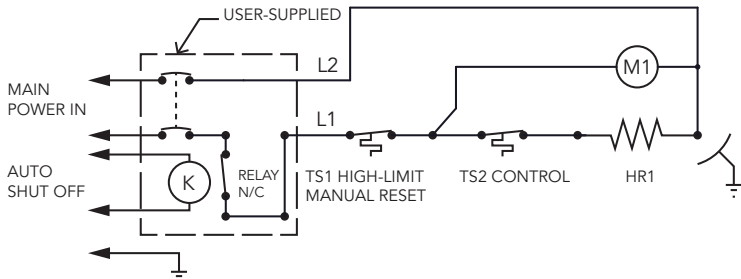 USER-SUPPLIED
L2
M1
MAIN
POWER IN
L1
AUTO
SHUT OFF
K
RELAY
N/C
TS1 HIGH-LIMIT
MANUAL RESET
TS2 CONTROL
HR1